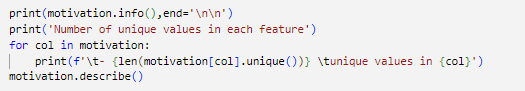 print(motivation.info(),end='\n\n')
print('Number of unique values in each feature')
for col in motivation:
    print(f'\t- {len(motivation[col].unique())} \tunique values in {col}')
motivation.describe()